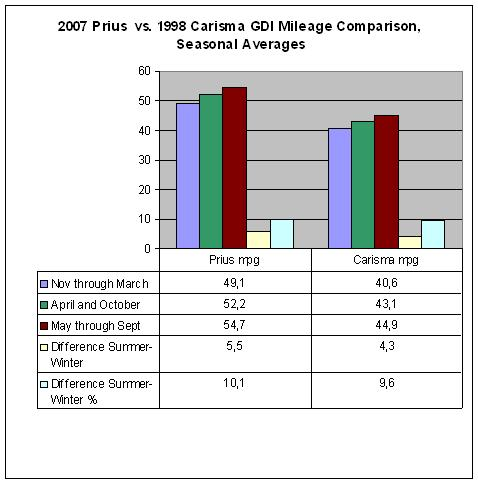 2007 Prius vs. 1998 Carisma GDI Mileage Comparison,
Seasonal Averages
60
50
40
30
20
10
0
Prius mpg Carisma mpg
Nov through March 49,1 40,6
April and October 52,2 43,1
May through Sept 54,7 44,9
Difference Summer-
Winter 5,5 4,3
Difference Summer-
Winter % 10,1 9,6